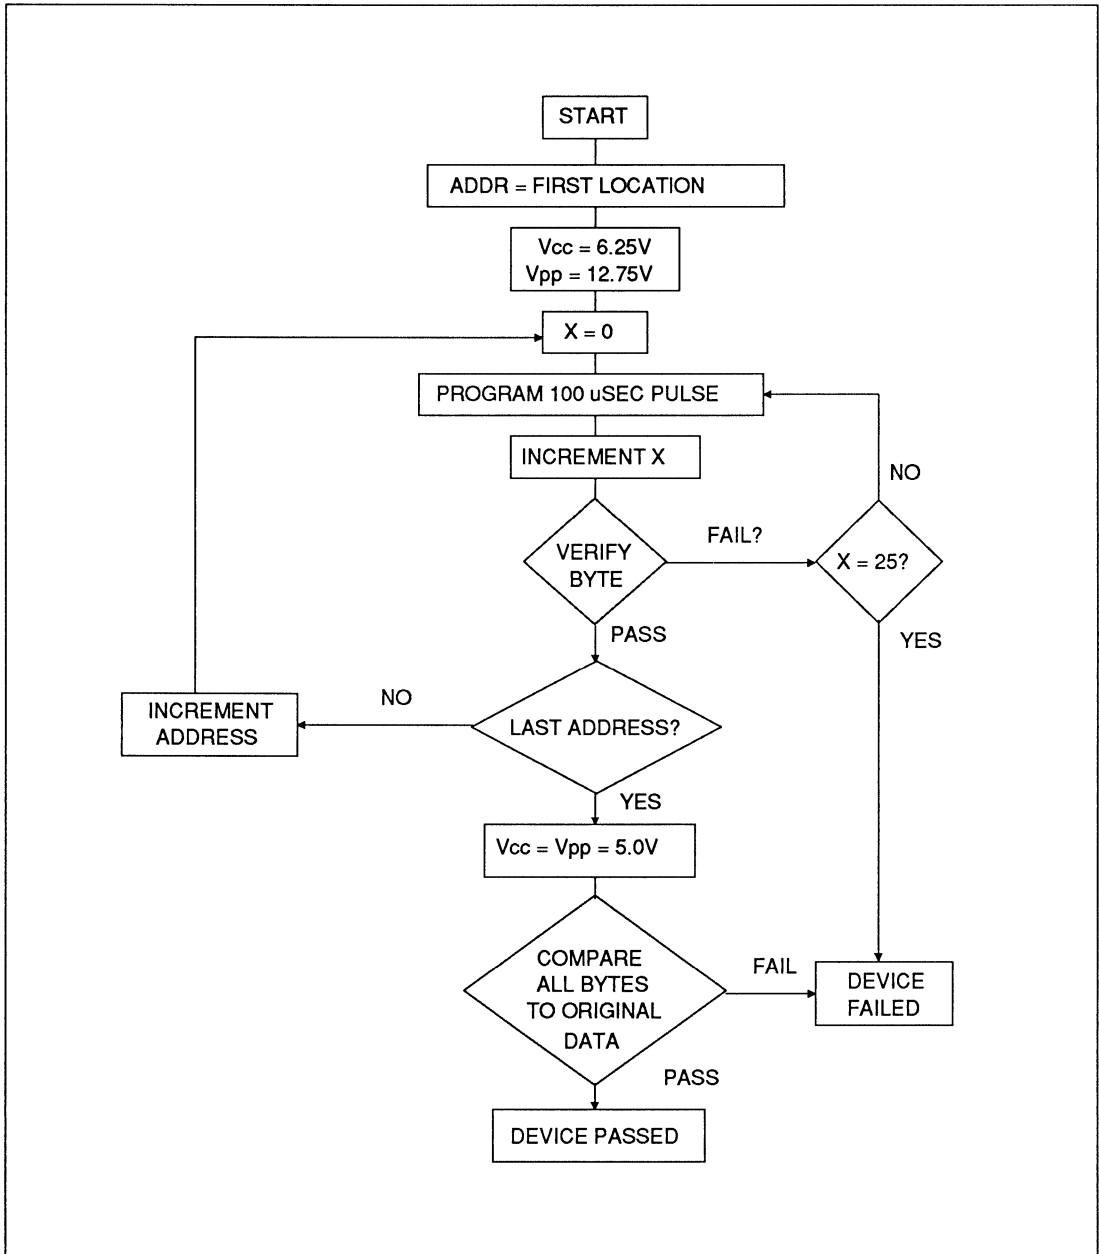 START
ADDR = FIRST LOCATION
Vcc = 6.25V
Vpp = 12.75V
X = 0
PROGRAM 100 uSEC PULSE
INCREMENT X
NO
FAIL?
VERIFY
BYTE
X = 25?
PASS
YES
NO
INCREMENT
ADDRESS
LAST ADDRESS?
YES
Vcc = Vpp = 5.0V
COMPARE
ALL BYTES
TO ORIGINAL
DATA
FAIL
DEVICE
FAILED
PASS
DEVICE PASSED